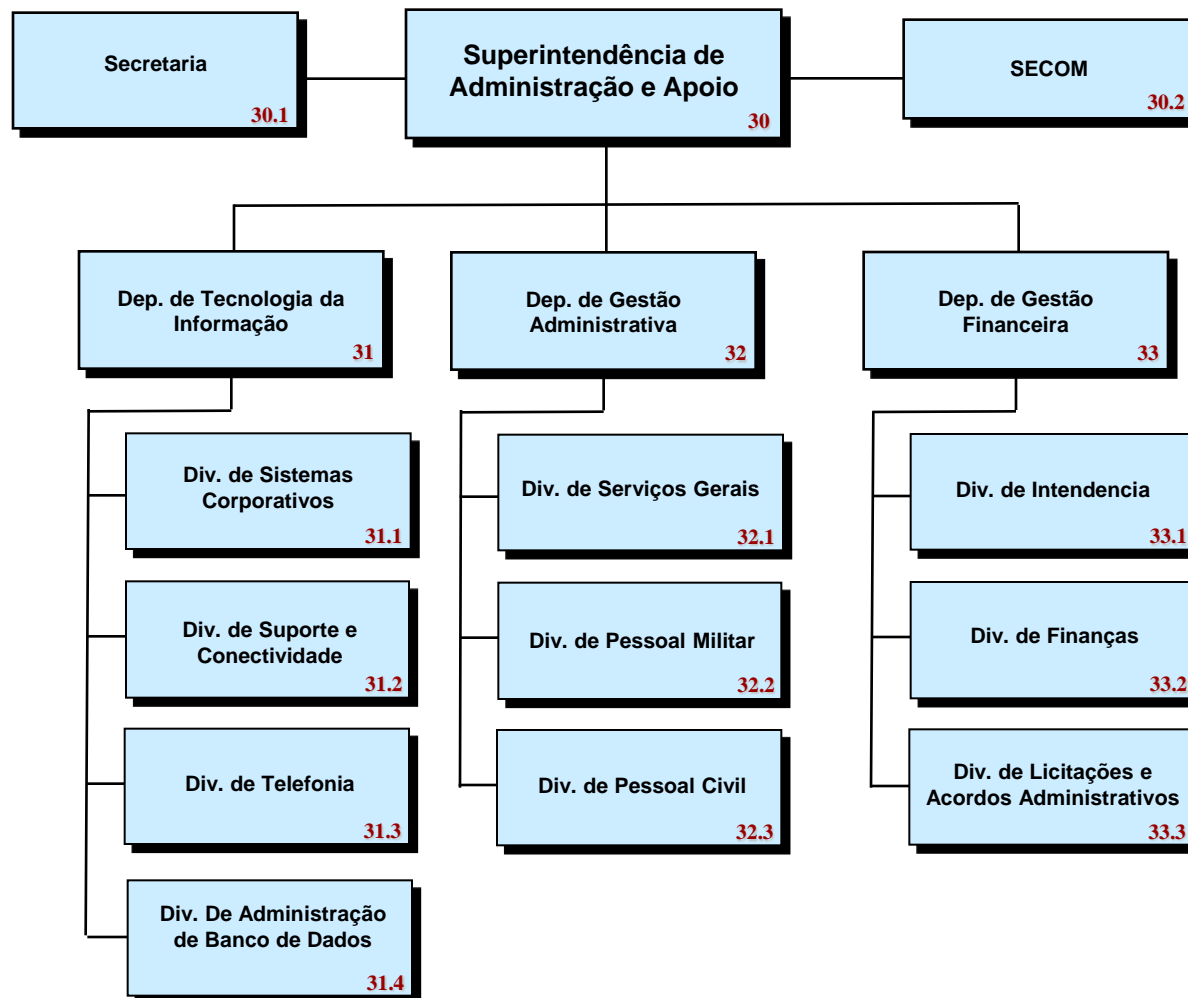 Secretaria
30.1
Superintendência de
Administração e Apoio
30
SECOM
30.2
Dep. de Tecnologia da
Informação
31
Dep. de Gestão
Administrativa
32
Dep. de Gestão
Financeira
33
Div. de Sistemas
Corporativos
31.1
Div. de Serviços Gerais
32.1
Div. de Intendencia
33.1
Div. de Suporte e
Conectividade
31.2
Div. de Pessoal Militar
32.2
Div. de Finanças
33.2
Div. de Telefonia
31.3
Div. de Pessoal Civil
32.3
Div. de Licitações e
Acordos Administrativos
33.3
Div. De Administração
de Banco de Dados
31.4